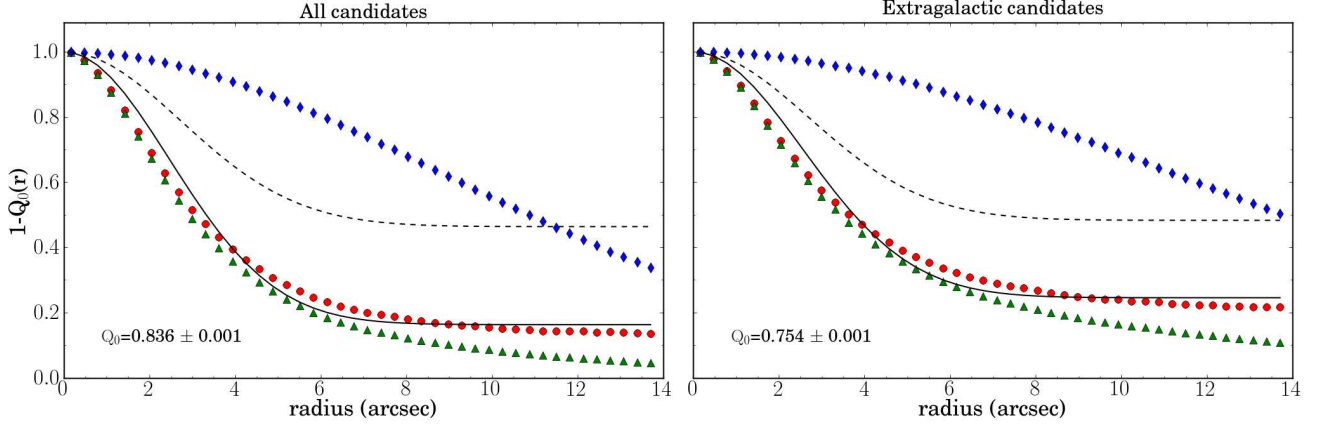 All candidates
1-Q₀(r)
1.0
0.8
0.6
0.4
0.2
0.0
Q₀=0.836 ± 0.001
0 2 4 6 8 10 12 14
radius (arcsec)
Extragalactic candidates
Q₀=0.754 ± 0.001
0 2 4 6 8 10 12 14
radius (arcsec)